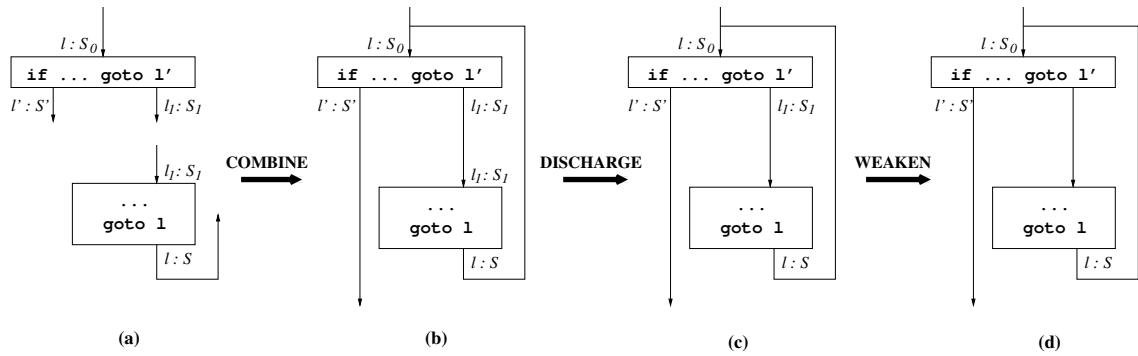 l : S0
if ... goto l'
l' : S'
l1 : S1
l1 : S1
...
goto l
l : S
(a)
COMBINE
l : S0
if ... goto l'
l' : S'
l1 : S1
l1 : S1
...
goto l
l : S
(b)
DISCHARGE
l : S0
if ... goto l'
l' : S'
l1 : S1
...
goto l
l : S
(c)
WEAKEN
l : S0
if ... goto l'
l' : S'
...
goto l
l : S
(d)